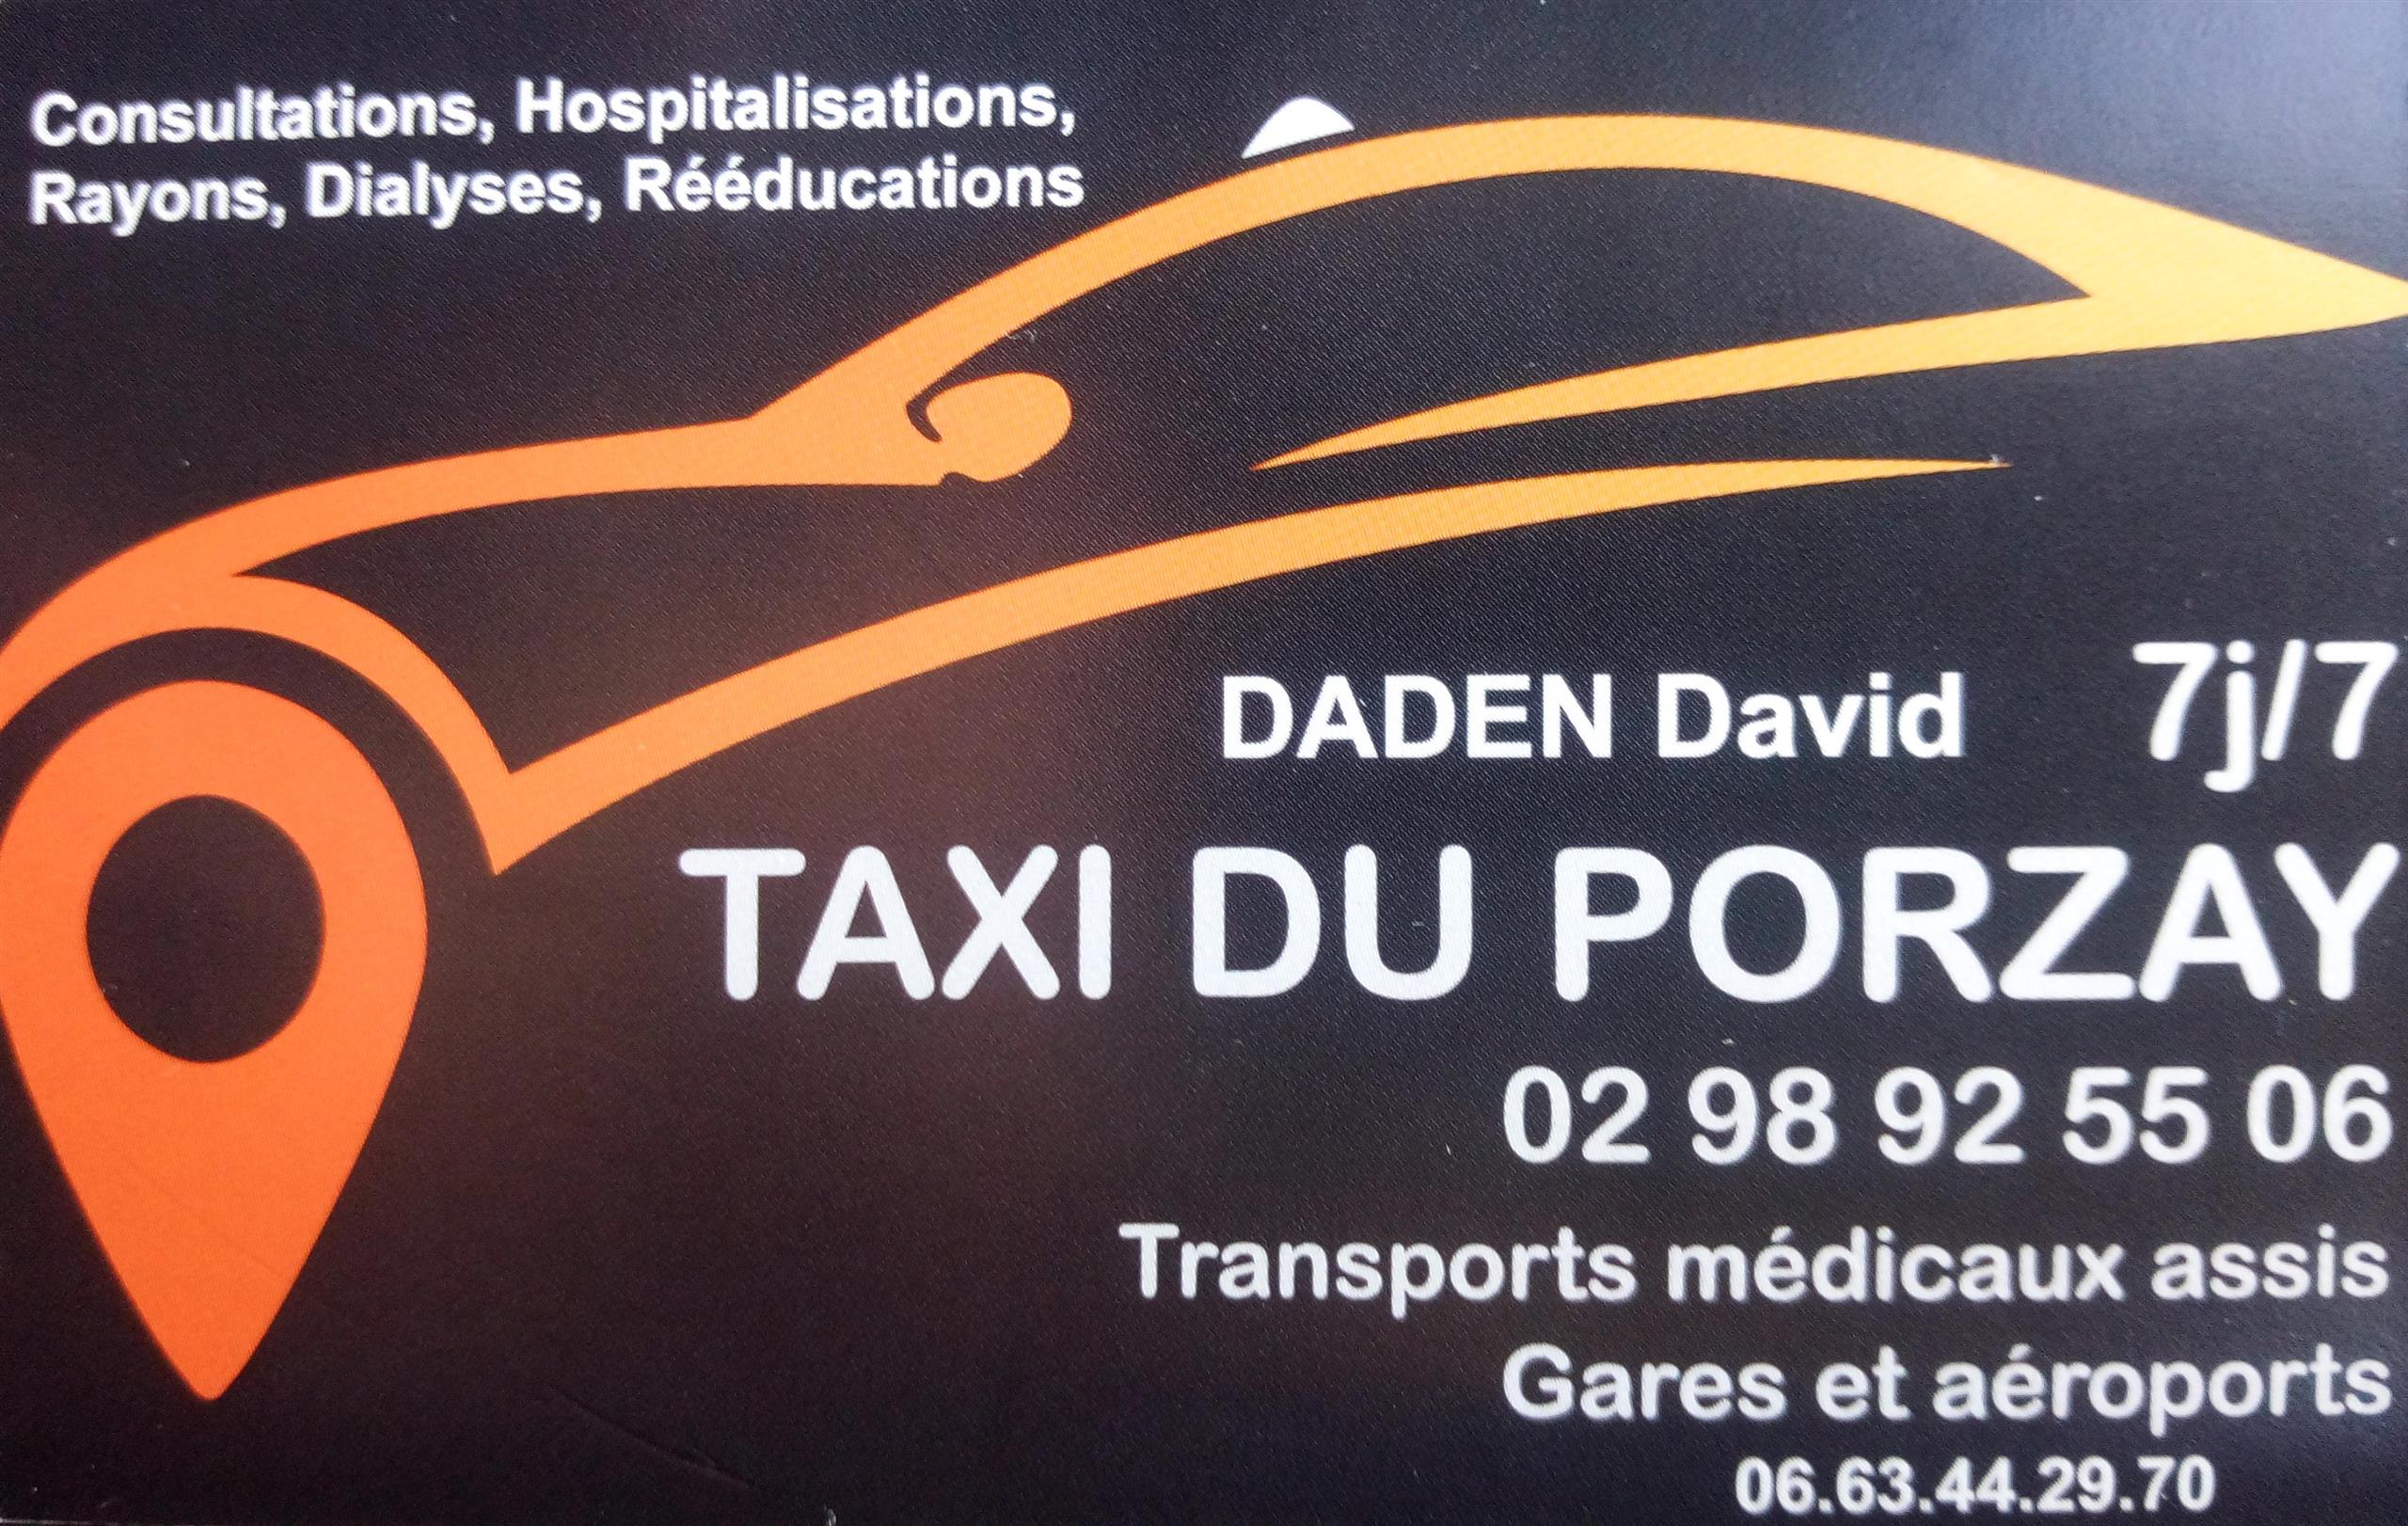 Consultations, Hospitalisations,
Rayons, Dialyses, Rééducations
DADEN David 7j/7
TAXI DU PORZAY
02 98 92 55 06
Transports médicaux assis
Gares et aéroports
06.63.44.29.70